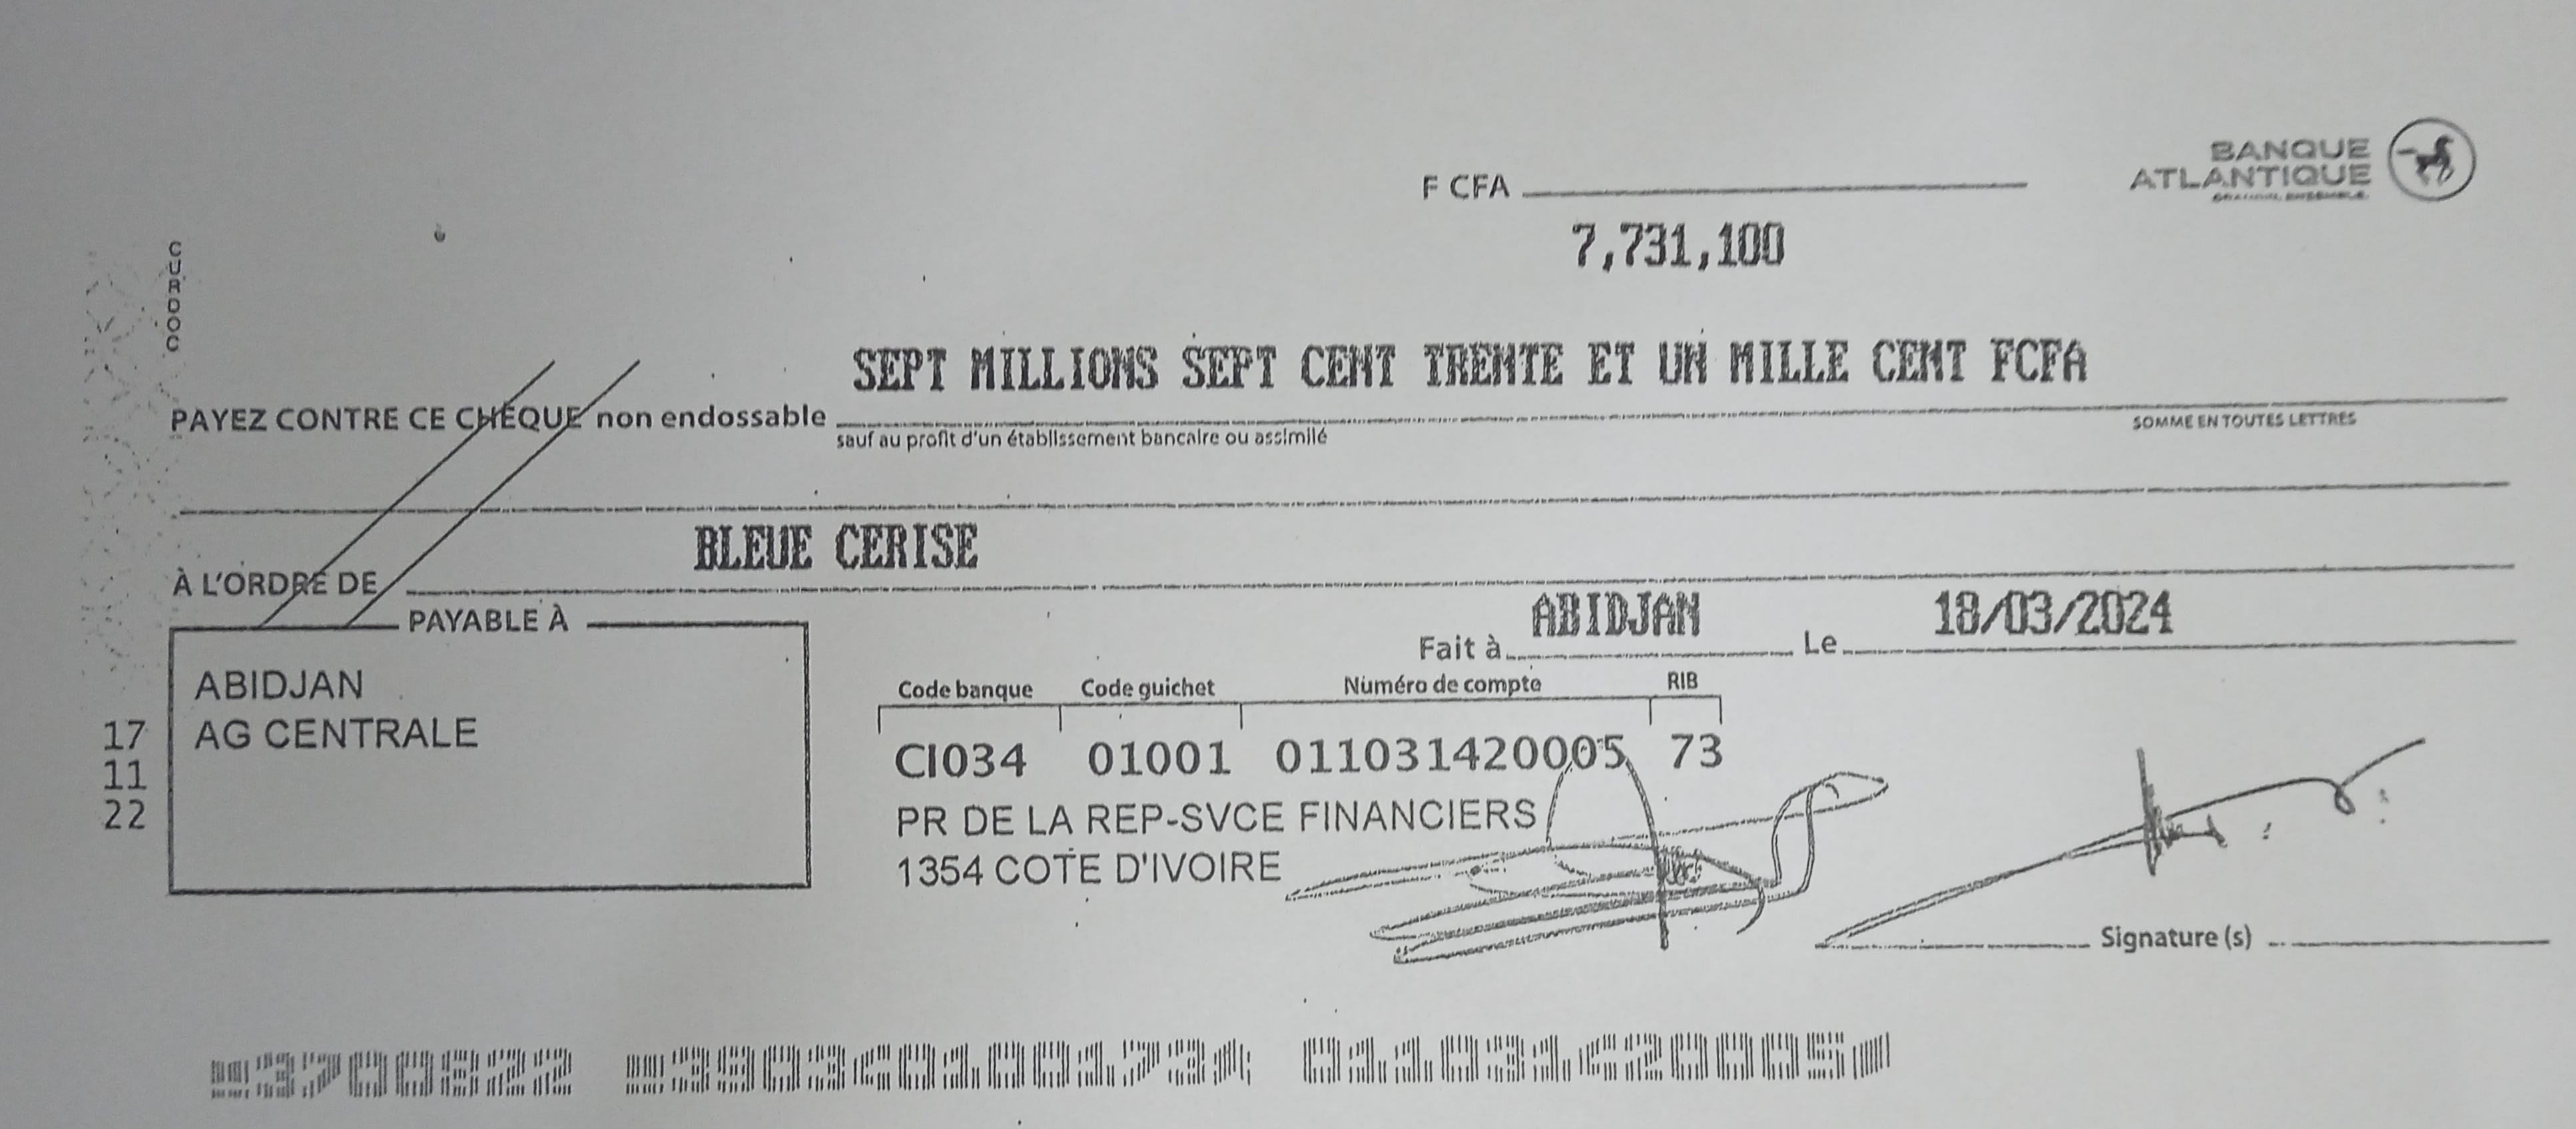 BANQUE
ATLANTIQUE
F CFA
7,731,100
CURDOC
SEPT MILLIONS SEPT CENT TRENTE ET UN MILLE CENT FCFA
PAYEZ CONTRE CE CHÈQUE non endossable
sauf au profit d'un établissement bancaire ou assimilé
SOMME EN TOUTES LETTRES
BLEUE CERISE
À L'ORDRE DE
PAYABLE À
ABIDJAN
AG CENTRALE
17
11
22
Fait à ABIDJAN Le 18/03/2024
Code banque Code guichet Numéro de compte RIB
CI034 01001 011031420005 73
PR DE LA REP-SVCE FINANCIERS
1354 COTE D'IVOIRE
Signature (s)
3700822 3903401001734 011031420005